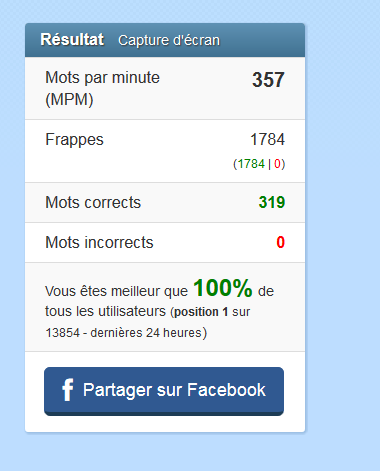 Résultat Capture d'écran
Mots par minute 357
(MPM)
Frappes 1784
(1784 | 0)
Mots corrects 319
Mots incorrects 0
Vous êtes meilleur que 100% de
tous les utilisateurs (position 1 sur
13854 - dernières 24 heures)
f Partager sur Facebook